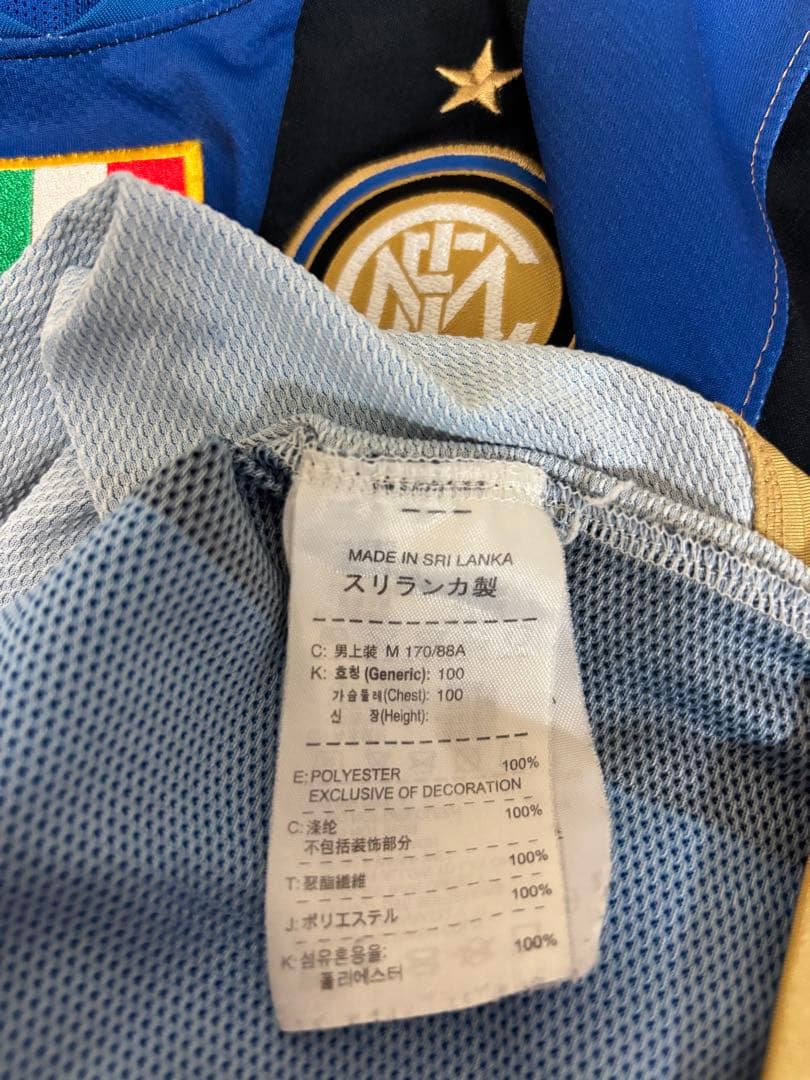 MADE IN SRI LANKA
スリランカ製
C: 男上装 M 170/88A
K: 호칭 (Generic): 100
가슴둘레(Chest): 100
신 장(Height):
E: POLYESTER 100%
EXCLUSIVE OF DECORATION
C: 涤纶 100%
不包括装饰部分
T: 聚酯纖維 100%
J: ポリエステル 100%
K: 섬유혼용율: 100%
폴리에스터